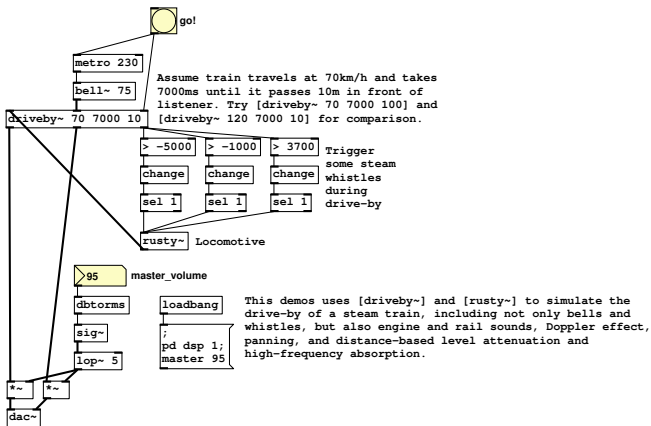 go!
metro 230
bell~ 75
driveby~ 70 7000 10
Assume train travels at 70km/h and takes
7000ms until it passes 10m in front of
listener. Try [driveby~ 70 7000 100] and
[driveby~ 120 7000 10] for comparison.
> -5000
> -1000
> 3700
change
change
change
sel 1
sel 1
sel 1
Trigger
some steam
whistles
during
drive-by
rusty~
Locomotive
95
master_volume
dbtorms
sig~
lop~ 5
loadbang
;
pd dsp 1;
master 95
This demos uses [driveby~] and [rusty~] to simulate the
drive-by of a steam train, including not only bells and
whistles, but also engine and rail sounds, Doppler effect,
panning, and distance-based level attenuation and
high-frequency absorption.
*~
*~
dac~